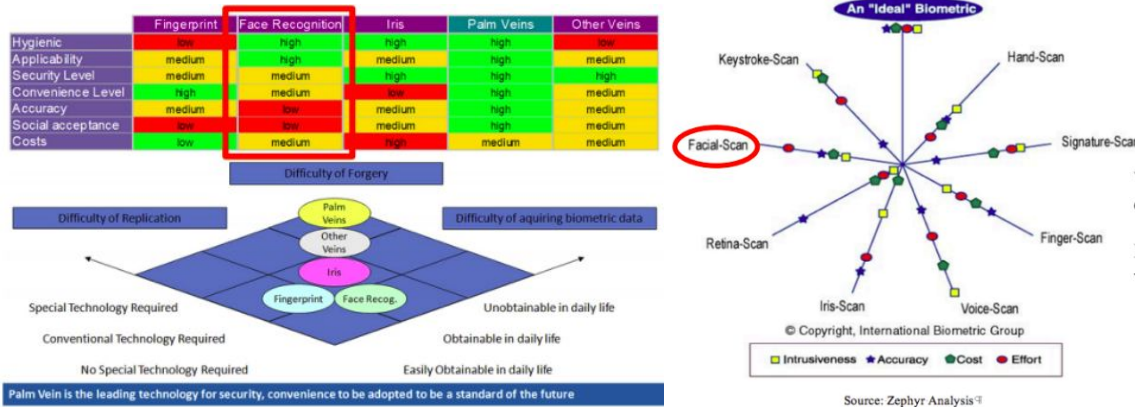 Fingerprint Face Recognition Iris Palm Veins Other Veins
Hygienic low high high high low
Applicability medium high medium high medium
Security Level medium medium high high high
Convenience Level high medium low high medium
Accuracy medium low medium high medium
Social acceptance low low medium high medium
Costs low medium high medium medium
Difficulty of Forgery
Difficulty of Replication
Difficulty of aquiring biometric data
Palm
Veins
Other
Veins
Iris
Fingerprint
Face Recog.
Special Technology Required
Unobtainable in daily life
Conventional Technology Required
Obtainable in daily life
No Special Technology Required
Easily Obtainable in daily life
Palm Vein is the leading technology for security, convenience to be adopted to be a standard of the future
An "Ideal" Biometric
Keystroke-Scan
Hand-Scan
Facial-Scan
Signature-Scan
Retina-Scan
Finger-Scan
Iris-Scan
Voice-Scan
© Copyright, International Biometric Group
Intrusiveness Accuracy Cost Effort
Source: Zephyr Analysis